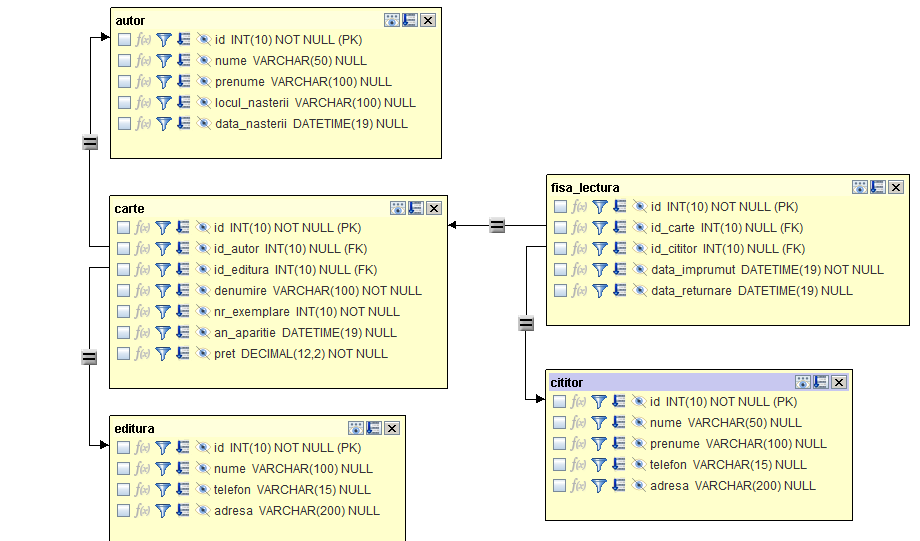 autor
f(x) id INT(10) NOT NULL (PK)
f(x) nume VARCHAR(50) NULL
f(x) prenume VARCHAR(100) NULL
f(x) locul_nasterii VARCHAR(100) NULL
f(x) data_nasterii DATETIME(19) NULL
carte
f(x) id INT(10) NOT NULL (PK)
f(x) id_autor INT(10) NULL (FK)
f(x) id_editura INT(10) NULL (FK)
f(x) denumire VARCHAR(100) NOT NULL
f(x) nr_exemplare INT(10) NOT NULL
f(x) an_aparitie DATETIME(19) NULL
f(x) pret DECIMAL(12,2) NOT NULL
editura
f(x) id INT(10) NOT NULL (PK)
f(x) nume VARCHAR(100) NULL
f(x) telefon VARCHAR(15) NULL
f(x) adresa VARCHAR(200) NULL
fisa_lectura
f(x) id INT(10) NOT NULL (PK)
f(x) id_carte INT(10) NULL (FK)
f(x) id_cititor INT(10) NULL (FK)
f(x) data_imprumut DATETIME(19) NOT NULL
f(x) data_returnare DATETIME(19) NULL
cititor
f(x) id INT(10) NOT NULL (PK)
f(x) nume VARCHAR(50) NULL
f(x) prenume VARCHAR(100) NULL
f(x) telefon VARCHAR(15) NULL
f(x) adresa VARCHAR(200) NULL